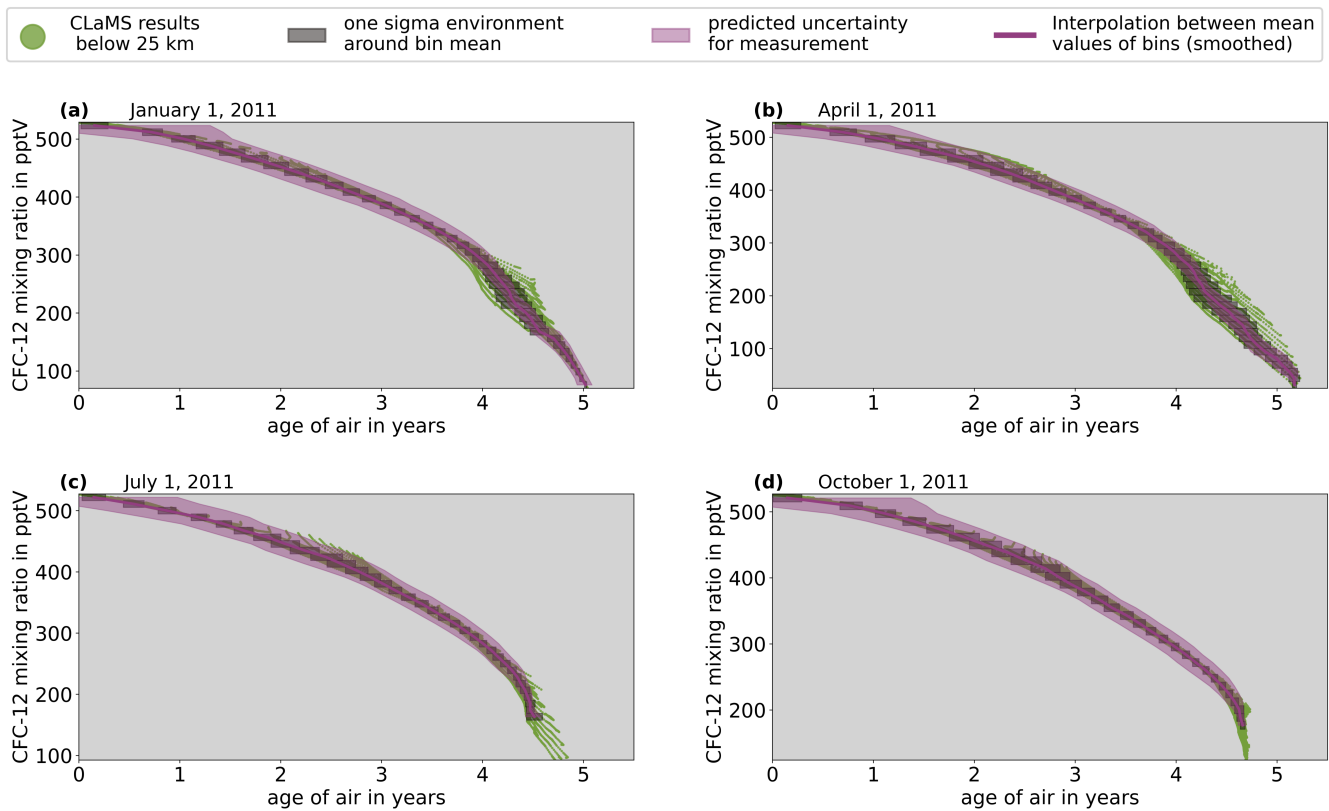 CLaMS results
below 25 km
one sigma environment
around bin mean
predicted uncertainty
for measurement
Interpolation between mean
values of bins (smoothed)
(a) January 1, 2011
CFC-12 mixing ratio in pptV
500
400
300
200
100
0 1 2 3 4 5
age of air in years
(b) April 1, 2011
CFC-12 mixing ratio in pptV
500
400
300
200
100
0 1 2 3 4 5
age of air in years
(c) July 1, 2011
CFC-12 mixing ratio in pptV
500
400
300
200
100
0 1 2 3 4 5
age of air in years
(d) October 1, 2011
CFC-12 mixing ratio in pptV
500
400
300
200
0 1 2 3 4 5
age of air in years